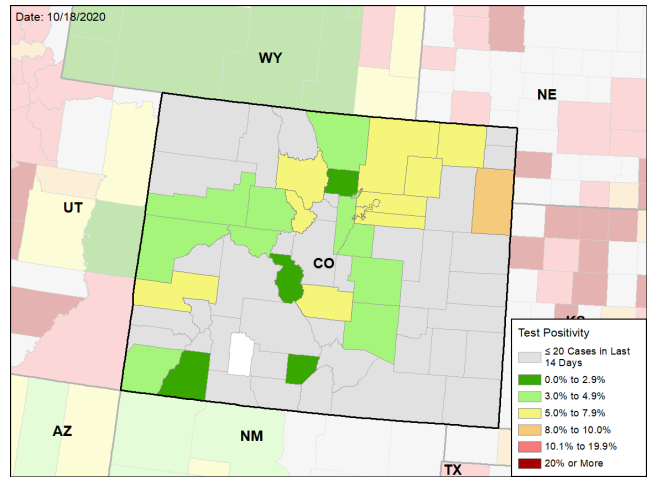 Date: 10/18/2020
WY
NE
UT
CO
KS
Test Positivity
≤ 20 Cases in Last
14 Days
0.0% to 2.9%
3.0% to 4.9%
5.0% to 7.9%
8.0% to 10.0%
10.1% to 19.9%
20% or More
AZ
NM
TX